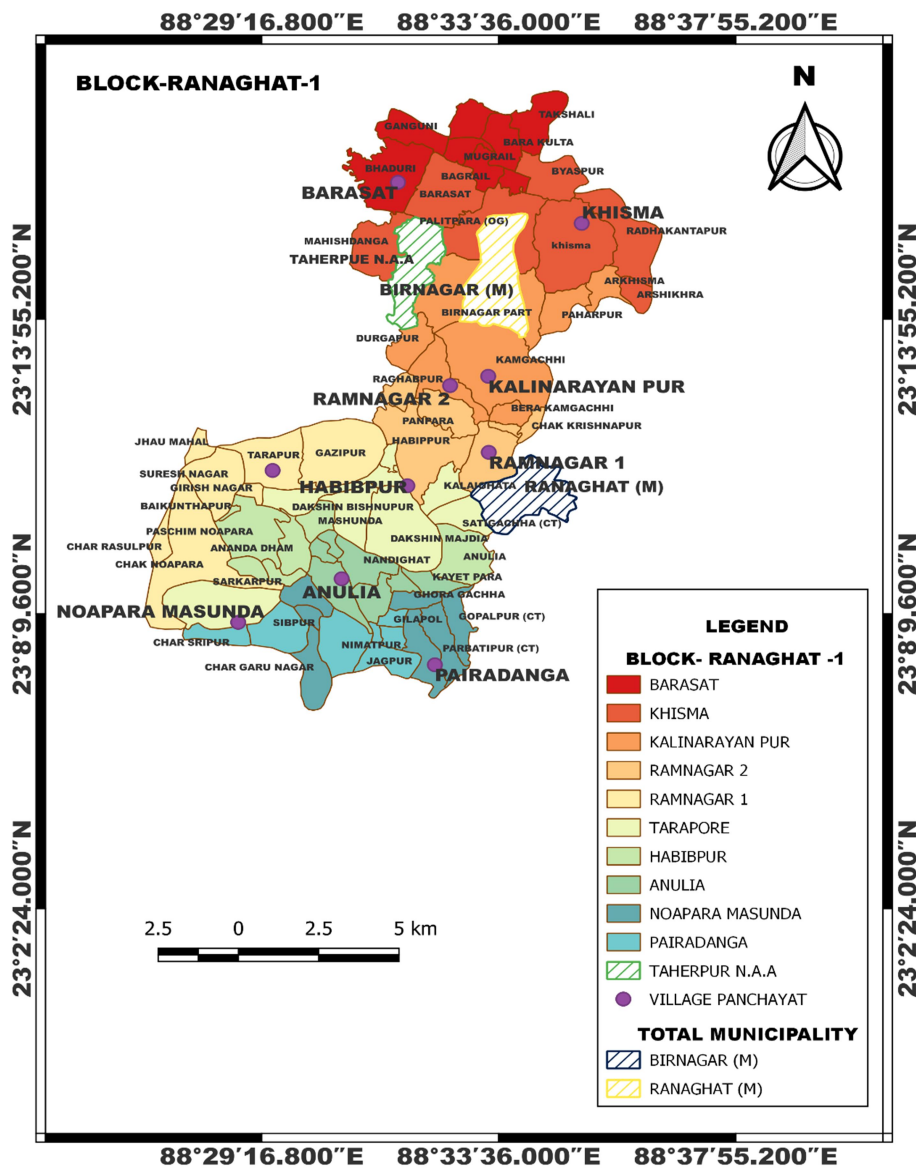 88°29′16.800″E 88°33′36.000″E 88°37′55.200″E
BLOCK-RANAGHAT-1
N
TAKSHALI
GANGUNI
BARA KULTA
MUGRAIL
BHADURI
BAGRAIL
BYASPUR
BARASAT
BARASAT
KHISMA
PALITPARA (OG)
RADHAKANTAPUR
MAHISHDANGA
khisma
TAHERPUE N.A.A
ARKHISMA
BIRNAGAR (M)
ARSHIKHRA
BIRNAGAR PART
PAHARPUR
23°13′55.200″N
23°13′55.200″N
DURGAPUR
KAMGACHHI
RAGHABPUR
KALINARAYAN PUR
RAMNAGAR 2
BERA KAMGACHHI
PANPARA
CHAK KRISHNAPUR
JHAU MAHAL
HABIPPUR
TARAPUR
GAZIPUR
RAMNAGAR 1
SURESH NAGAR
GIRISH NAGAR
HABIBPUR
KALAIGHATA
RANAGHAT (M)
BAIKUNTHAPUR
DAKSHIN BISHNUPUR
MASHUNDA
SATIGACHHA (CT)
PASCHIM NOAPARA
DAKSHIN MAJDIA
CHAR RASULPUR
ANANDA DHAM
ANULIA
CHAK NOAPARA
NANDIGHAT
SARKARPUR
KAYET PARA
ANULIA
GHORA GACHHA
NOAPARA MASUNDA
SIBPUR
GILAPOL
GOPALPUR (CT)
CHAR SRIPUR
NIMATPUR
PARBATIPUR (CT)
CHAR GARU NAGAR
JAGPUR
PAIRADANGA
23°8′9.600″N
23°8′9.600″N
LEGEND
BLOCK- RANAGHAT -1
BARASAT
KHISMA
KALINARAYAN PUR
RAMNAGAR 2
RAMNAGAR 1
TARAPORE
HABIBPUR
ANULIA
NOAPARA MASUNDA
PAIRADANGA
TAHERPUR N.A.A
VILLAGE PANCHAYAT
TOTAL MUNICIPALITY
BIRNAGAR (M)
RANAGHAT (M)
2.5 0 2.5 5 km
23°2′24.000″N
23°2′24.000″N
88°29′16.800″E 88°33′36.000″E 88°37′55.200″E